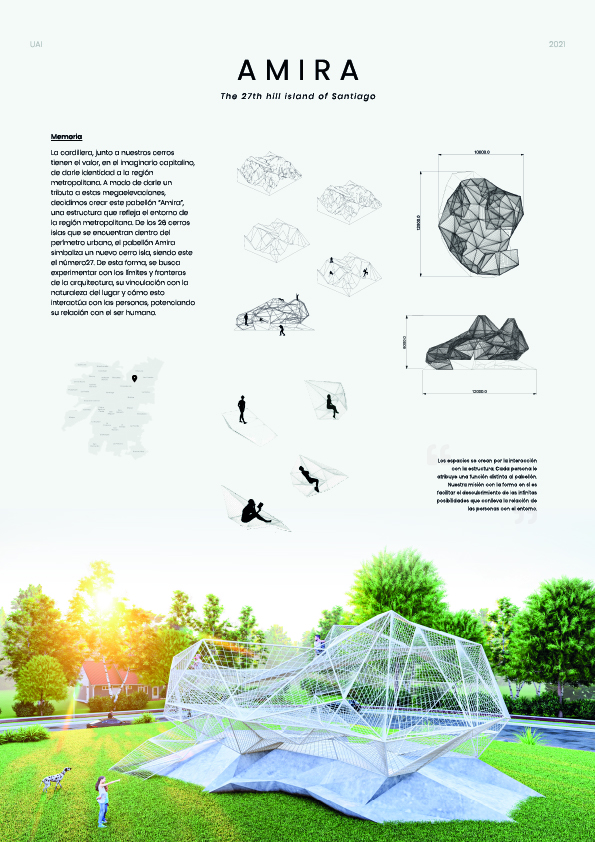 UAI
2021
AMIRA
The 27th hill island of Santiago
Memoria
La cordillera, junto a nuestros cerros
tienen el valor, en el imaginario capitalino,
de darle identidad a la región
metropolitana. A modo de darle un
tributo a estas megaelevaciones,
decidimos crear este pabellón “Amira”,
una estructura que refleja el entorno de
la región metropolitana. De los 26 cerros
islas que se encuentran dentro del
perímetro urbano, el pabellón Amira
simboliza un nuevo cerro isla, siendo este
el número27. De esta forma, se busca
experimentar con los límites y fronteras
de la arquitectura, su vinculación con la
naturaleza del lugar y cómo esto
interactúa con las personas, potenciando
su relación con el ser humano.
10000.0
12000.0
Los espacios se crean por la interacción
con la estructura. Cada persona le
atribuye una función distinta al pabellón.
Nuestra misión con la forma en sí es
facilitar el descubrimiento de las infinitas
posibilidades que conlleva la relación de
las personas con el entorno.